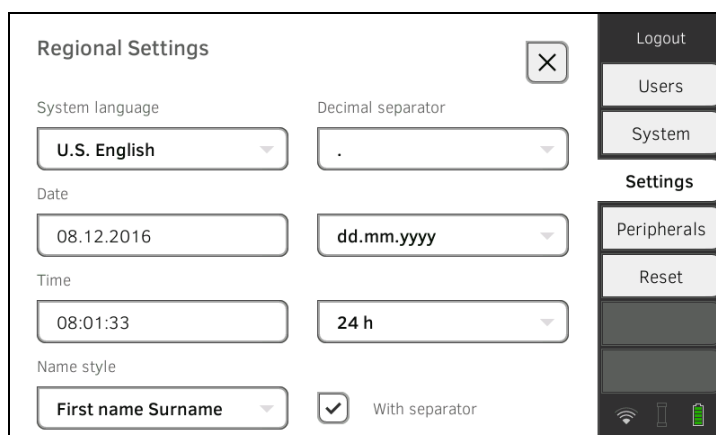 Regional Settings
System language
Decimal separator
U.S. English
.
Date
08.12.2016
dd.mm.yyyy
Time
08:01:33
24 h
Name style
First name Surname
With separator
Logout
Users
System
Settings
Peripherals
Reset